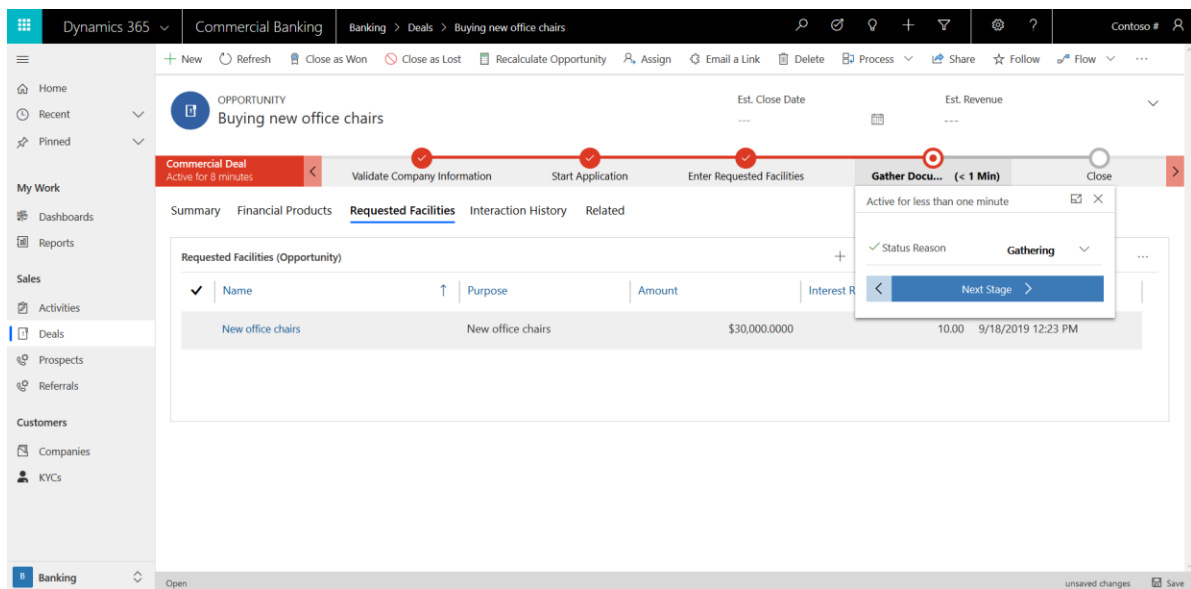 Dynamics 365 Commercial Banking Banking > Deals > Buying new office chairs Contoso #
New Refresh Close as Won Close as Lost Recalculate Opportunity Assign Email a Link Delete Process Share Follow Flow ...
Home
Recent
Pinned
My Work
Dashboards
Reports
Sales
Activities
Deals
Prospects
Referrals
Customers
Companies
KYCs
B Banking
OPPORTUNITY
Buying new office chairs
Est. Close Date
---
Est. Revenue
---
Commercial Deal
Active for 8 minutes
Validate Company Information Start Application Enter Requested Facilities Gather Docu... (< 1 Min) Close
Summary Financial Products Requested Facilities Interaction History Related
Active for less than one minute
Status Reason Gathering
Next Stage
Requested Facilities (Opportunity) ...
Name Purpose Amount Interest R
New office chairs New office chairs $30,000.0000 10.00 9/18/2019 12:23 PM
Open unsaved changes Save